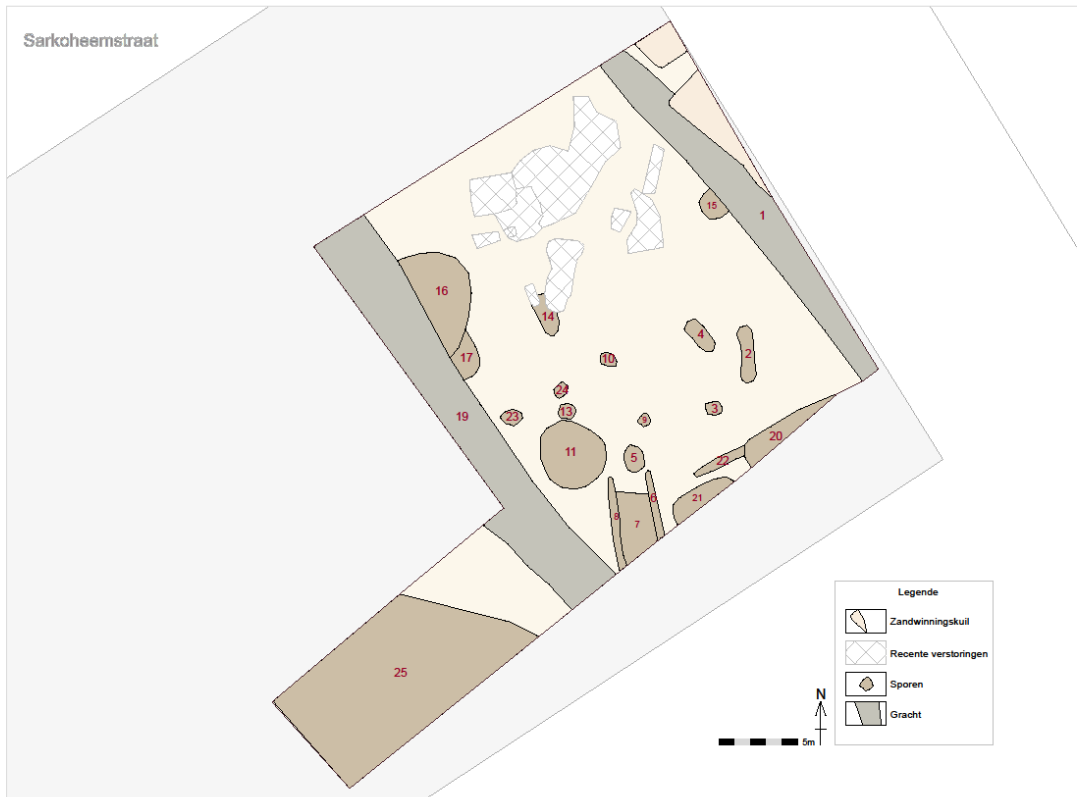 Sarkoheemstraat
1
15
16
14
4
2
17
10
24
19
23
13
3
9
11
5
20
22
6
21
8
7
25
Legende
Zandwinningskuil
Recente verstoringen
Sporen
Gracht
N
5m